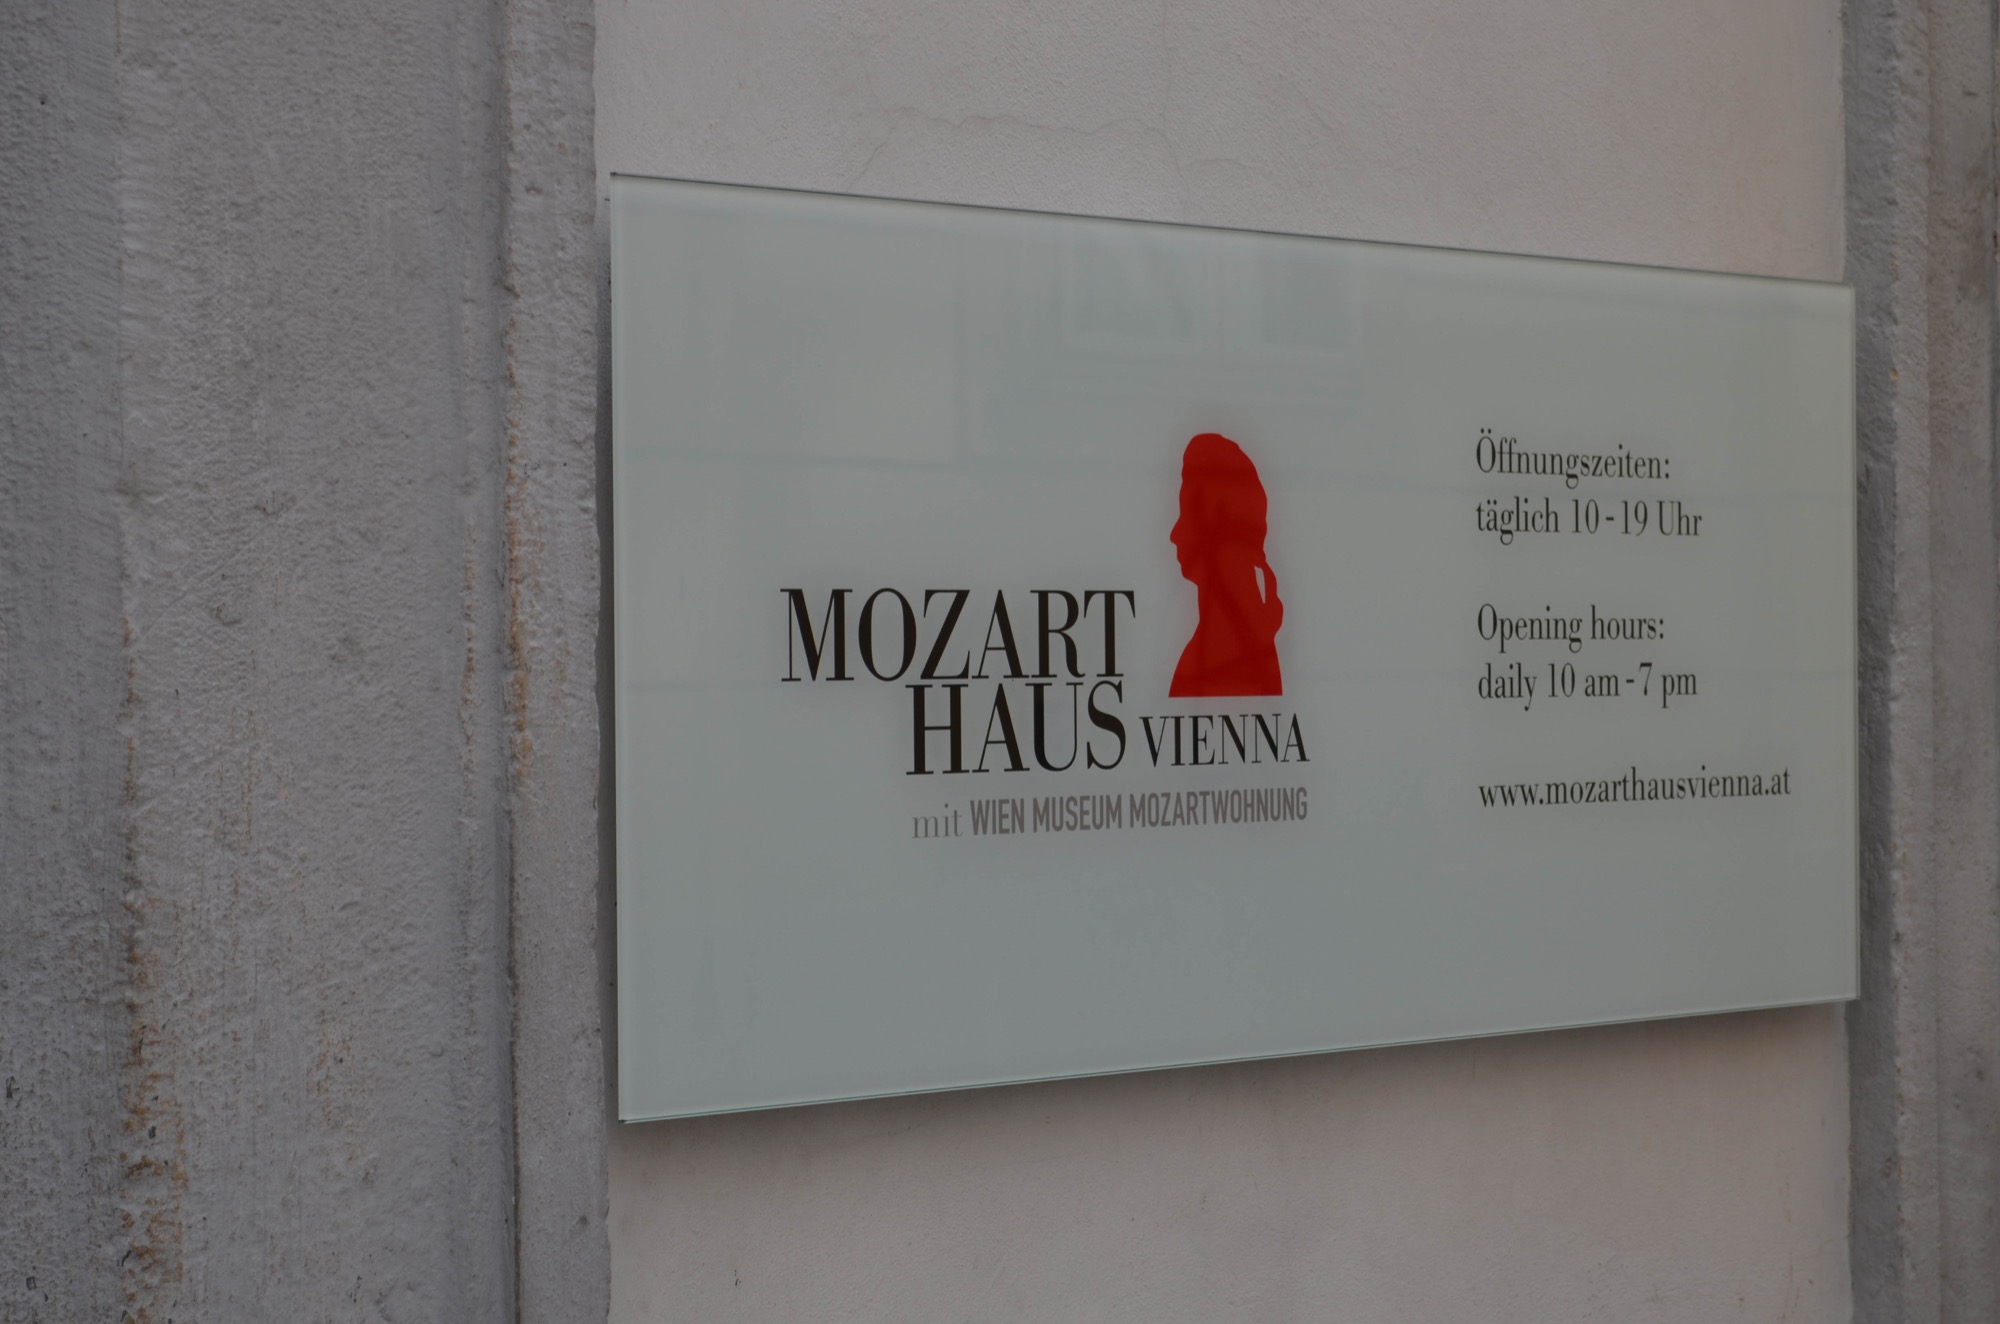 MOZART
HAUS VIENNA
mit WIEN MUSEUM MOZARTWOHNUNG
Öffnungszeiten:
täglich 10 - 19 Uhr
Opening hours:
daily 10 am - 7 pm
www.mozarthausvienna.at